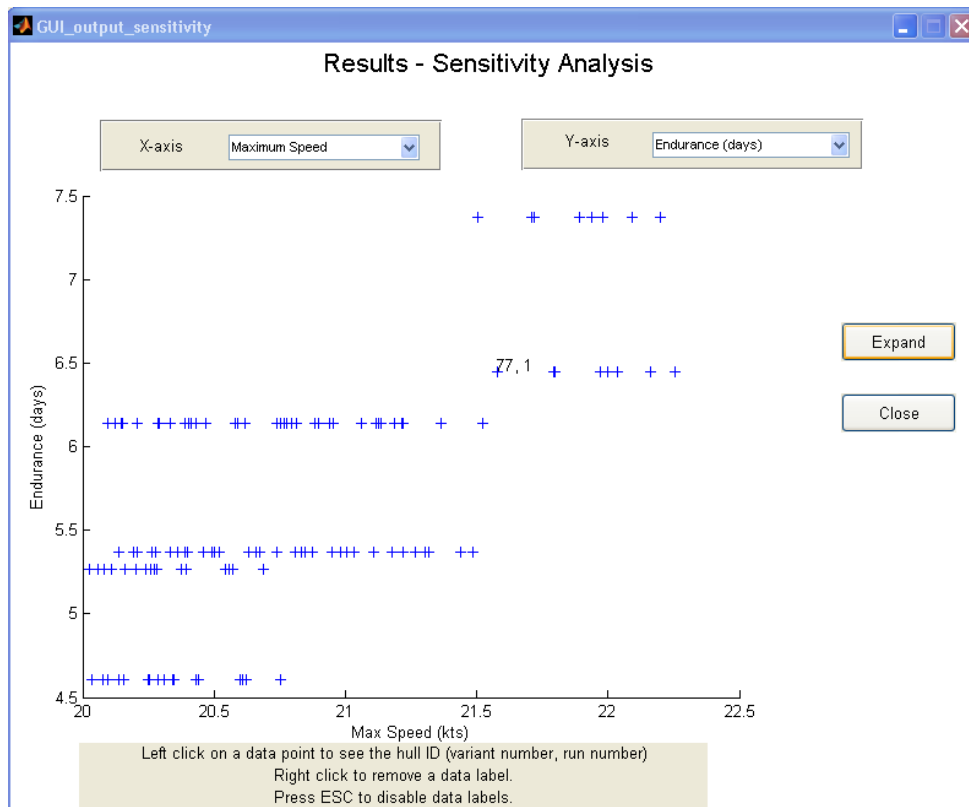 GUI_output_sensitivity
Results - Sensitivity Analysis
X-axis
Maximum Speed
Y-axis
Endurance (days)
7.5
7
6.5
6
5.5
5
4.5
Endurance (days)
77, 1
Expand
Close
20
20.5
21
21.5
22
22.5
Max Speed (kts)
Left click on a data point to see the hull ID (variant number, run number)
Right click to remove a data label.
Press ESC to disable data labels.